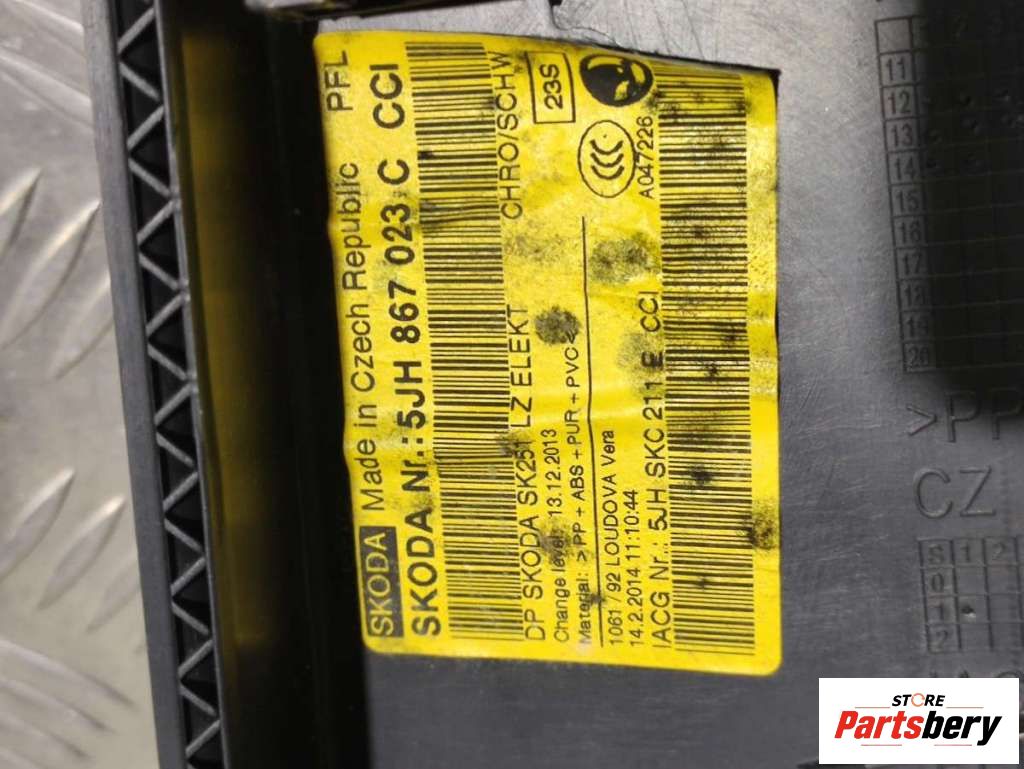 SKODA Made in Czech Republic PFL
SKODA Nr.: 5JH 867 023 C CCI
DP SKODA SK251 LZ ELEKT CHRO/SCHW
Change level: 13.12.2013
Material: >PP + ABS + PUR + PVC<
23S
1061 92 LOUDOVA Vera
14.2.2014 11:10:44
A047226
IACG Nr.: 5JH SKC 211 E CCI
11
12
13
14
15
16
17
18
19
20
>PP
CZ
1 2
STORE
Partsbery